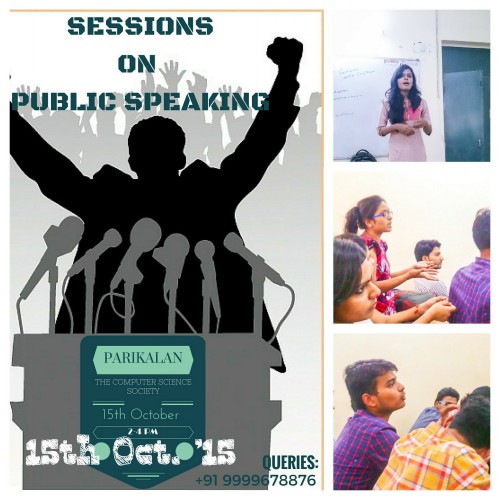 SESSIONS
ON
PUBLIC SPEAKING
PARIKALAN
THE COMPUTER SCIENCE
SOCIETY
15th October
2-4 PM
15th Oct. '15
QUERIES:
+91 9999678876